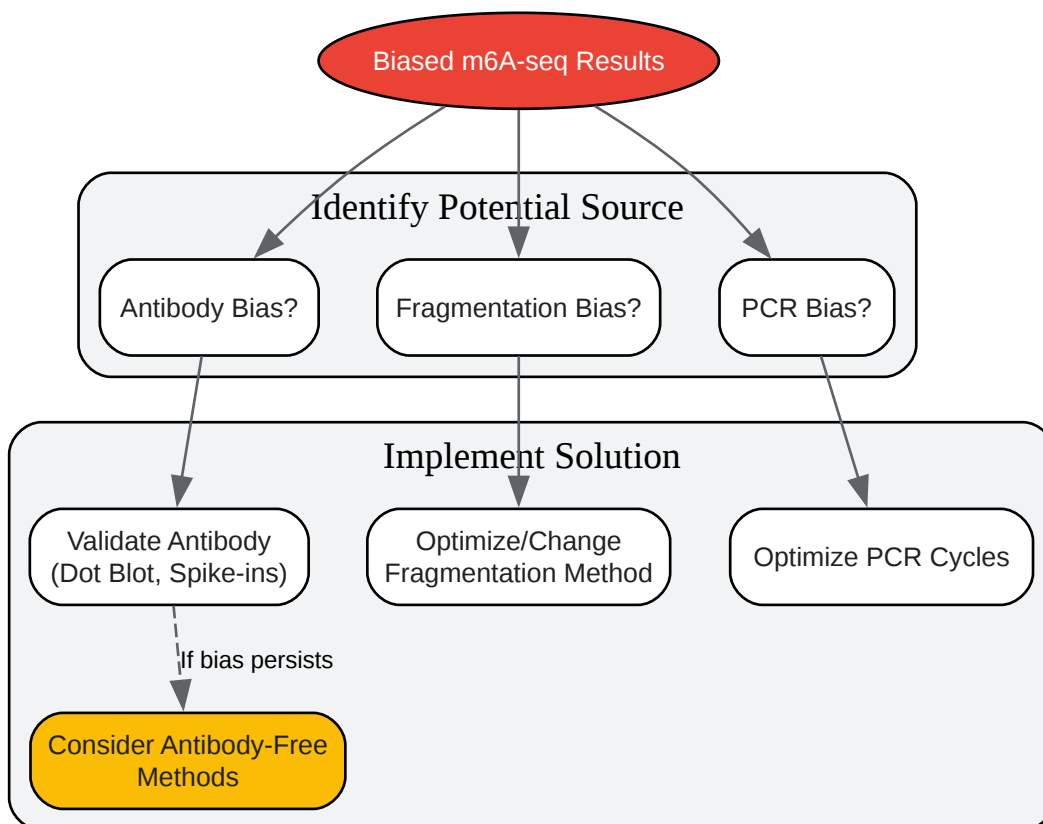 Biased m6A-seq Results
Identify Potential Source
Antibody Bias?
Fragmentation Bias?
PCR Bias?
Implement Solution
Validate Antibody
(Dot Blot, Spike-ins)
Optimize/Change
Fragmentation Method
Optimize PCR Cycles
If bias persists
Consider Antibody-Free
Methods